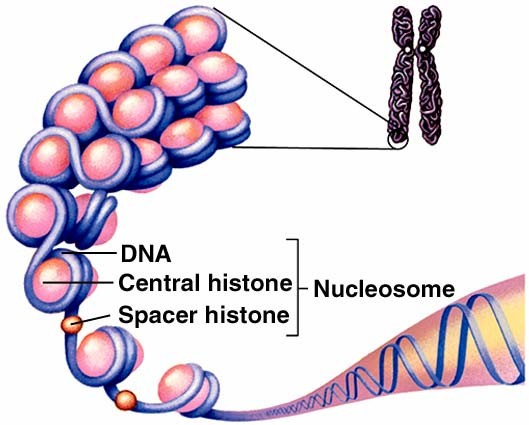 DNA
Central histone
Spacer histone
Nucleosome